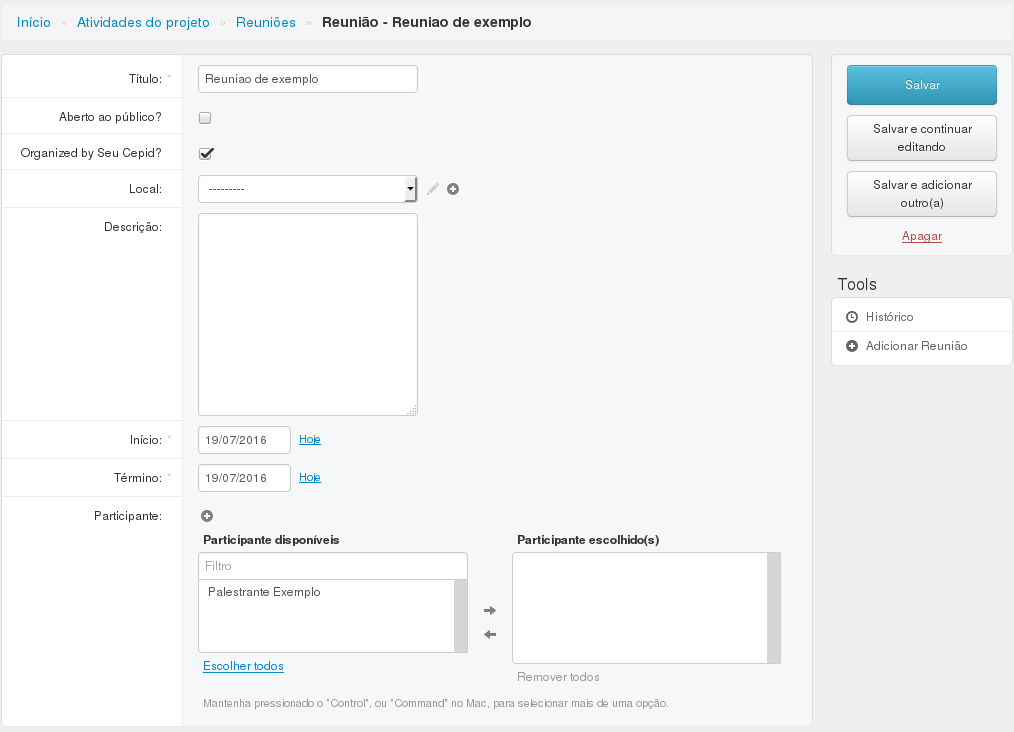 Início » Atividades do projeto » Reuniões » Reunião - Reuniao de exemplo
Título: * Reuniao de exemplo
Aberto ao público?
Organized by Seu Cepid?
Local: ---------
Descrição:
Início: * 19/07/2016 Hoje
Término: * 19/07/2016 Hoje
Participante:
Participante disponíveis
Filtro
Palestrante Exemplo
Escolher todos
Participante escolhido(s)
Remover todos
Mantenha pressionado o "Control", ou "Command" no Mac, para selecionar mais de uma opção.
Salvar
Salvar e continuar
editando
Salvar e adicionar
outro(a)
Apagar
Tools
Histórico
Adicionar Reunião